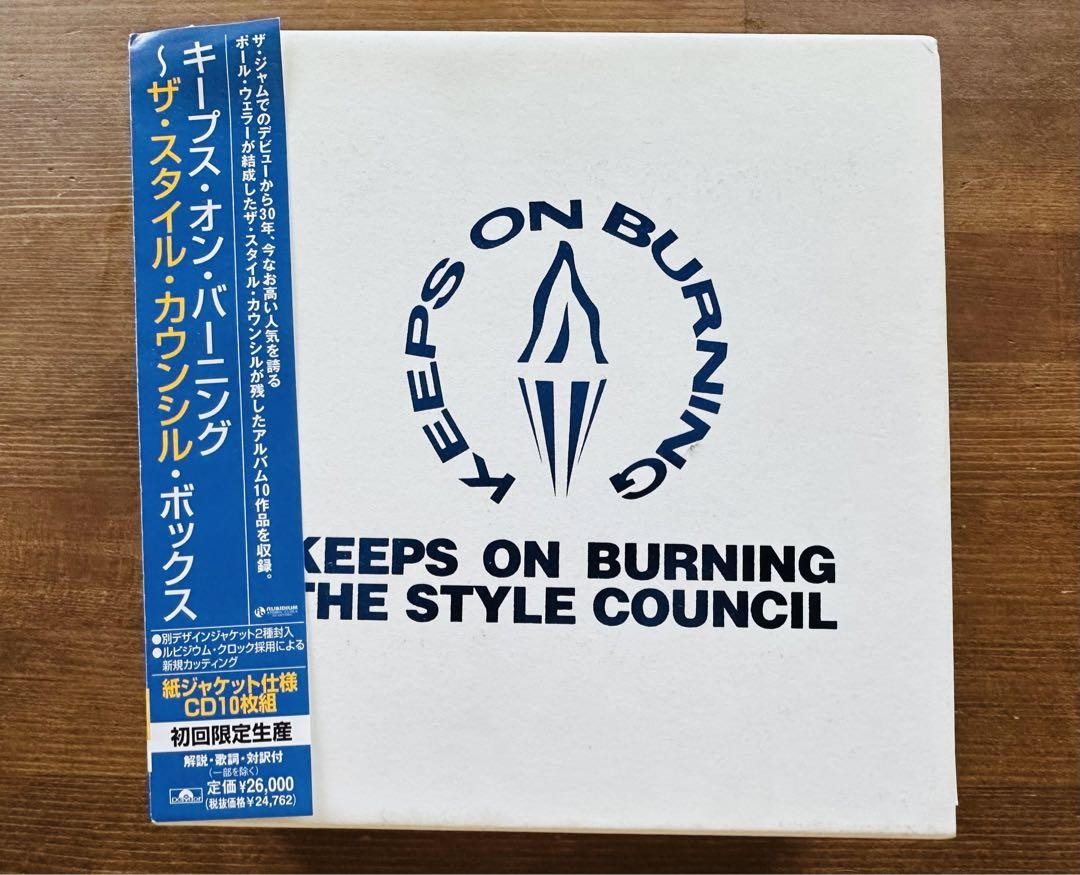 キープス・オン・バーニング
〜ザ・スタイル・カウンシル・ボックス
ザ・ジャムでのデビューから30年、今なお高い人気を誇る
ポール・ウェラーが結成したザ・スタイル・カウンシルが残したアルバム10作品を収録。
RUBIDIUM
●別デザインジャケット2種封入
●ルビジウム・クロック採用による
新規カッティング
紙ジャケット仕様
CD10枚組
初回限定生産
解説・歌詞・対訳付
(一部を除く)
polydor
定価¥26,000
(税抜価格¥24,762)
KEEPS ON BURNING
KEEPS ON BURNING
THE STYLE COUNCIL